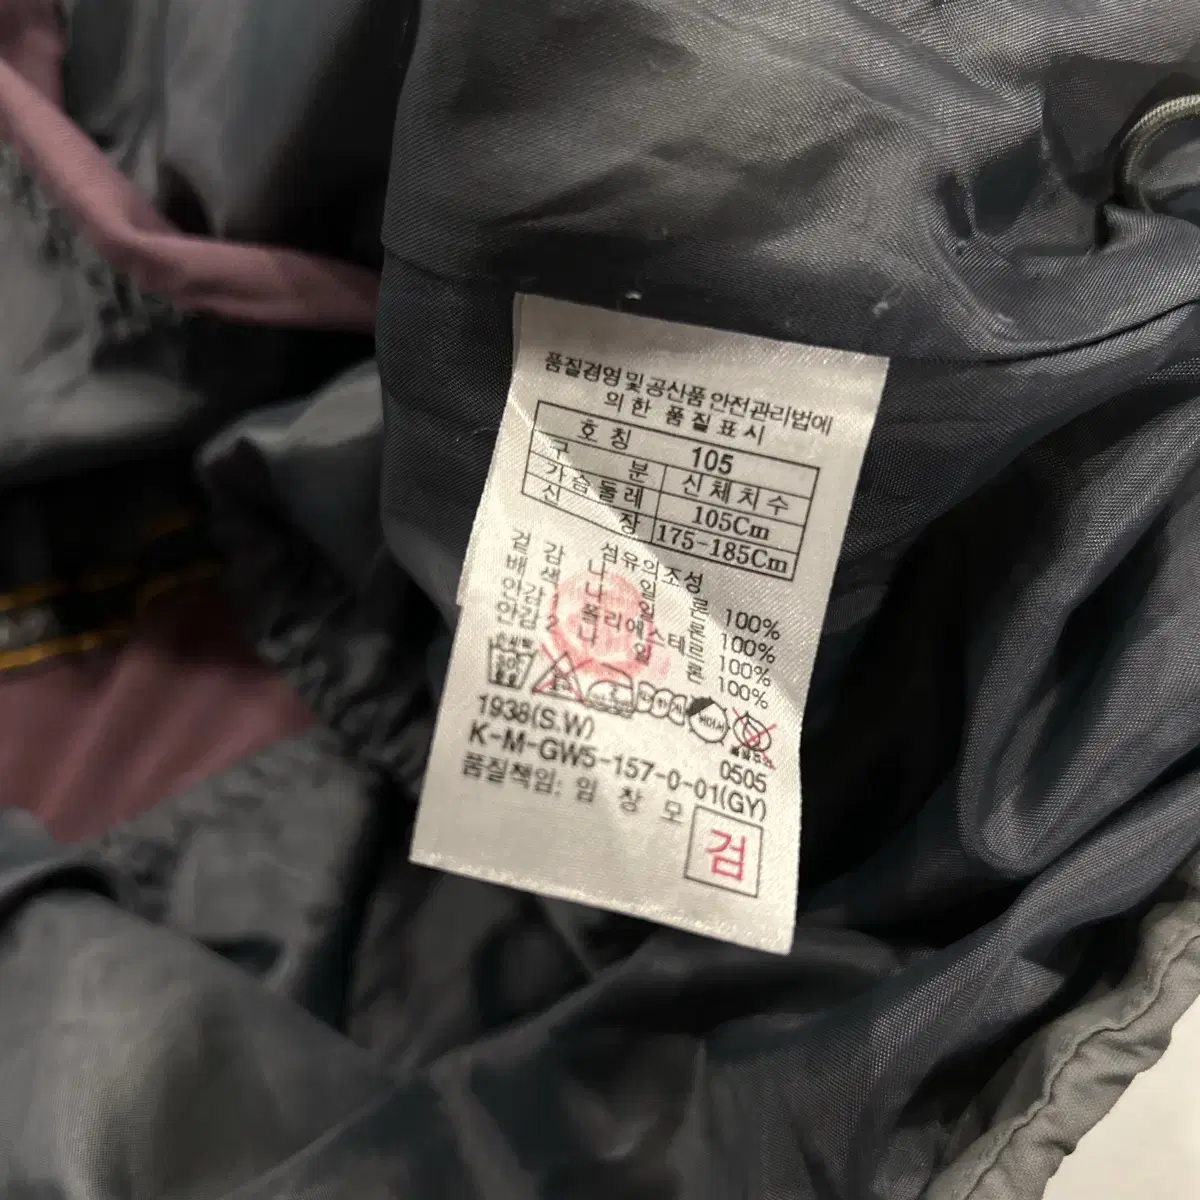 품질경영 및 공산품 안전관리법에
의한 품질표시
호칭 105
구분 신체치수
가슴둘레 105Cm
신장 175-185Cm
섬유의조성
겉감 나일론 100%
배색 나일론 100%
안감1 폴리에스테르 100%
안감2 나일론 100%
1938(S.W) 0505
K-M-GW5-157-0-01(GY)
품질책임: 임창모
검